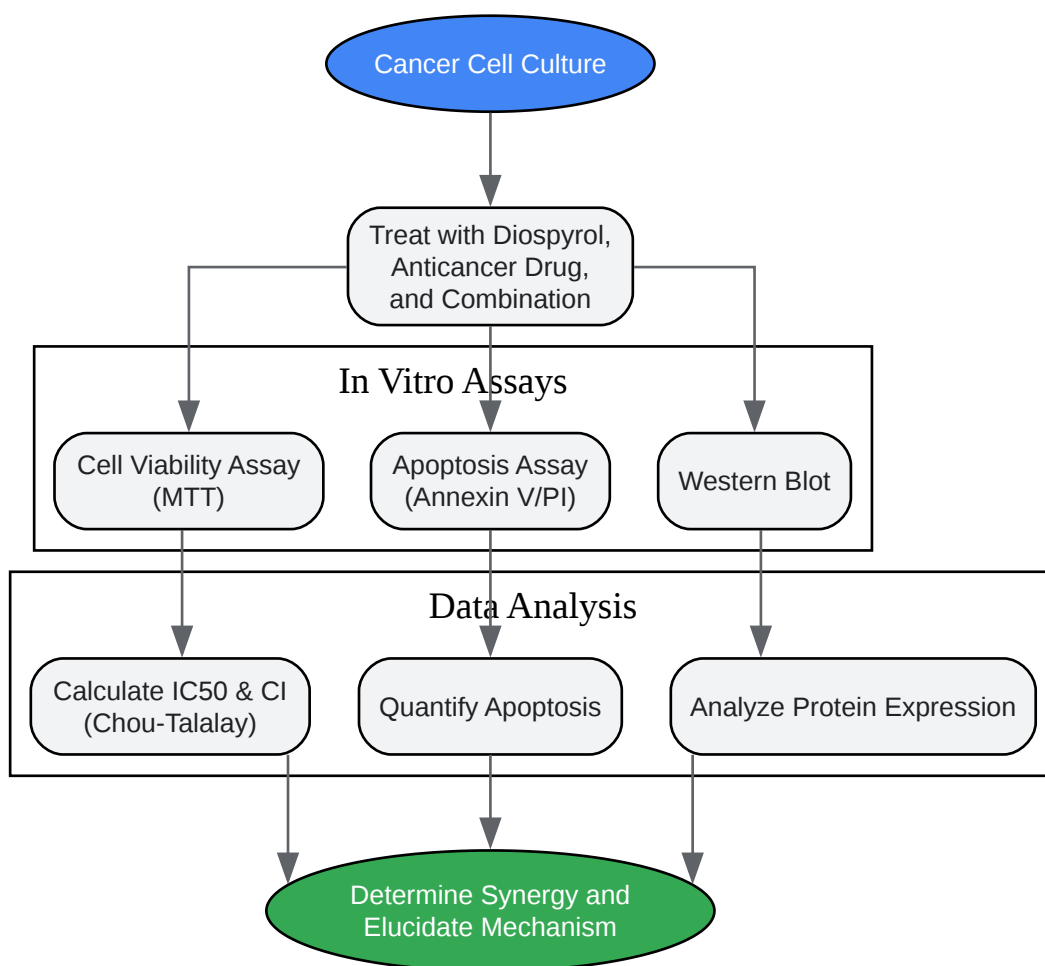 Cancer Cell Culture
Treat with Diospyrol,
Anticancer Drug,
and Combination
In Vitro Assays
Cell Viability Assay
(MTT)
Apoptosis Assay
(Annexin V/PI)
Western Blot
Data Analysis
Calculate IC50 & CI
(Chou-Talalay)
Quantify Apoptosis
Analyze Protein Expression
Determine Synergy and
Elucidate Mechanism